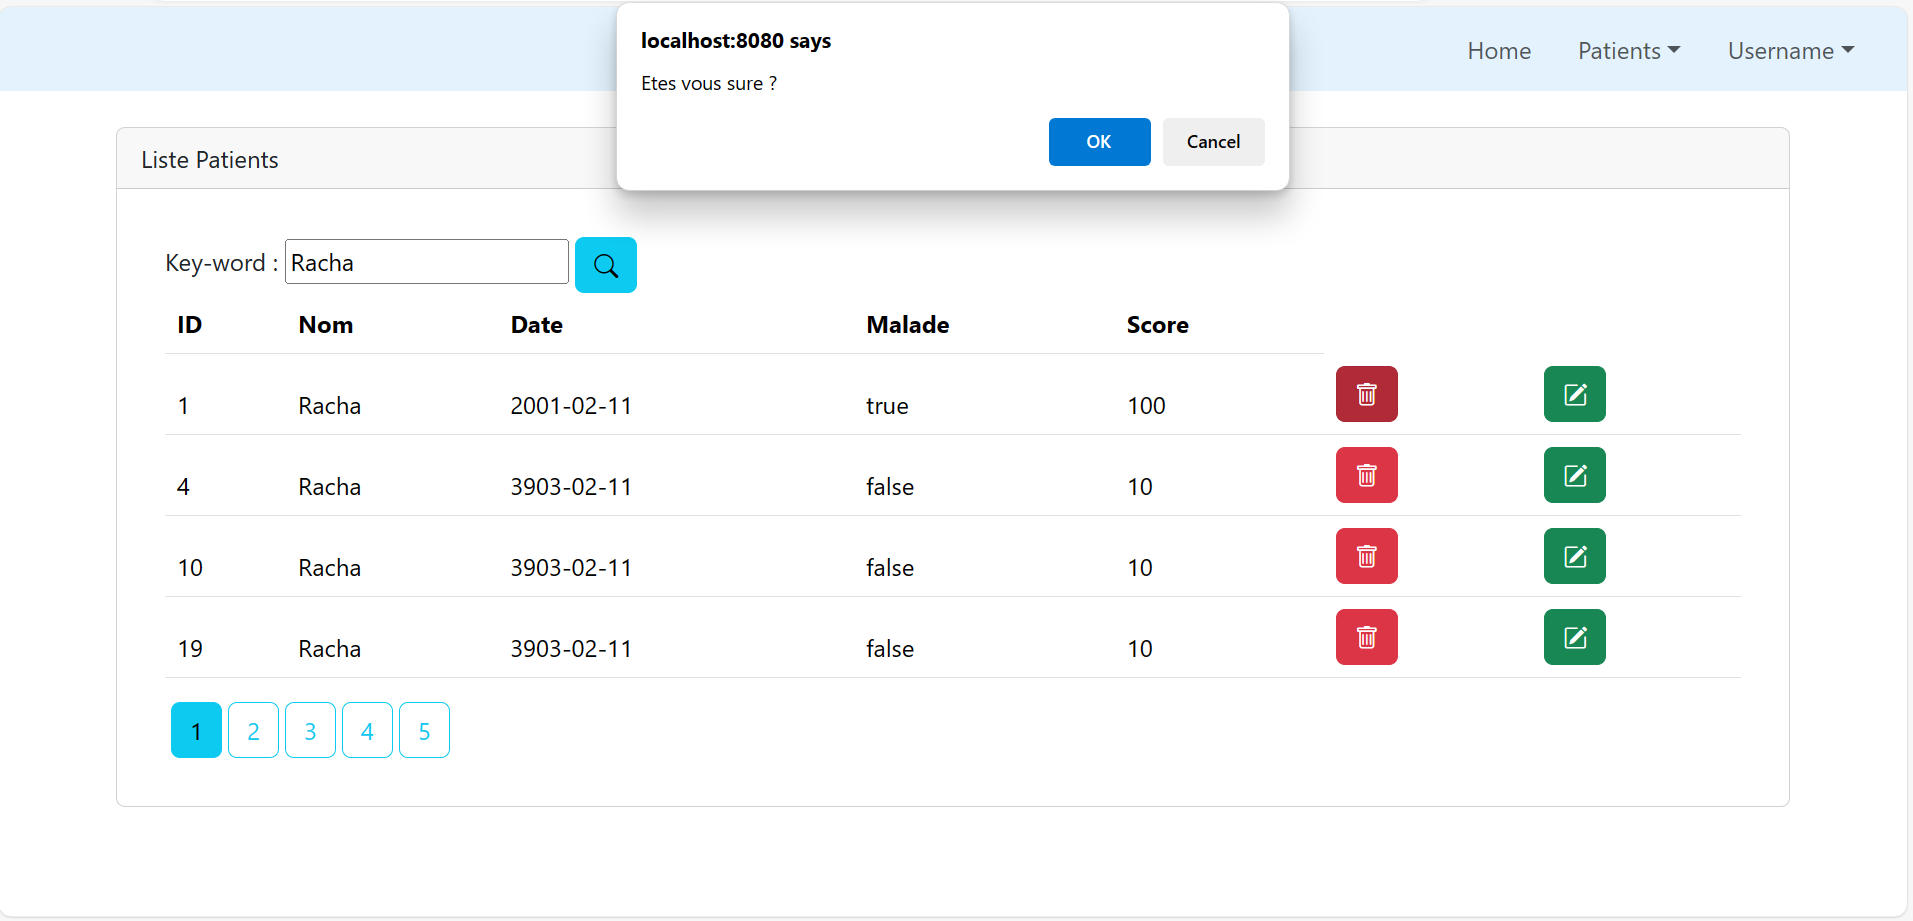 localhost:8080 says
Etes vous sure ?
OK Cancel
Home Patients Username
Liste Patients
Key-word : Racha
ID Nom Date Malade Score
1 Racha 2001-02-11 true 100
4 Racha 3903-02-11 false 10
10 Racha 3903-02-11 false 10
19 Racha 3903-02-11 false 10
1 2 3 4 5